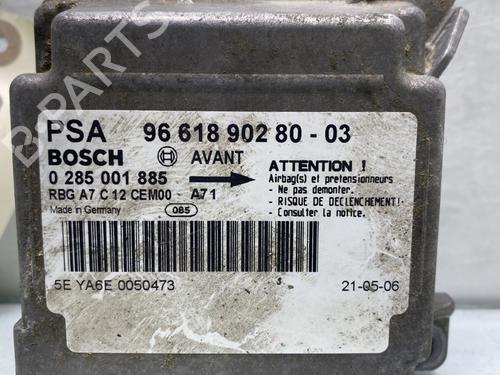 PSA 96 618 902 80 - 03
BOSCH AVANT
0 285 001 885
RBG A7 C 12 CEM00 A71
Made in Germany 085
ATTENTION !
Airbag(s) et pretensionneurs
- Ne pas demonter.
- RISQUE DE DECLENCHEMENT!
- Consulter la notice.
5E YA6E 0050473 21-05-06
B-PARTS